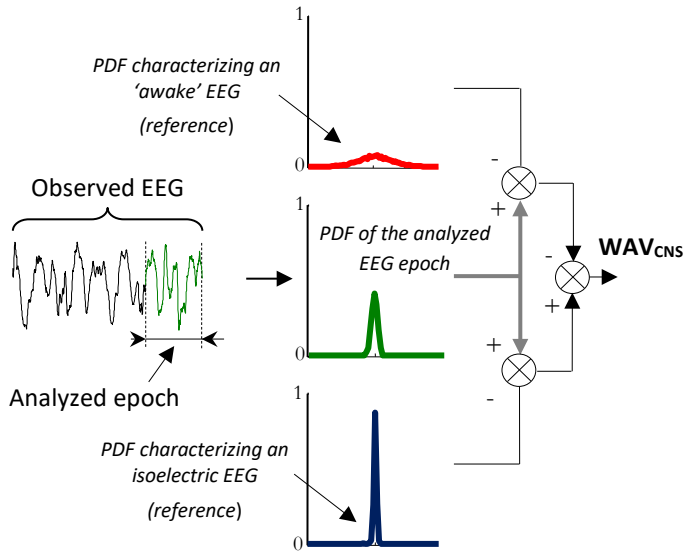 1
PDF characterizing an
‘awake’ EEG
(reference)
0
-
Observed EEG
+
1
PDF of the analyzed
EEG epoch
WAVCNS
-
+
+
0
Analyzed epoch
-
1
PDF characterizing an
isoelectric EEG
(reference)
0